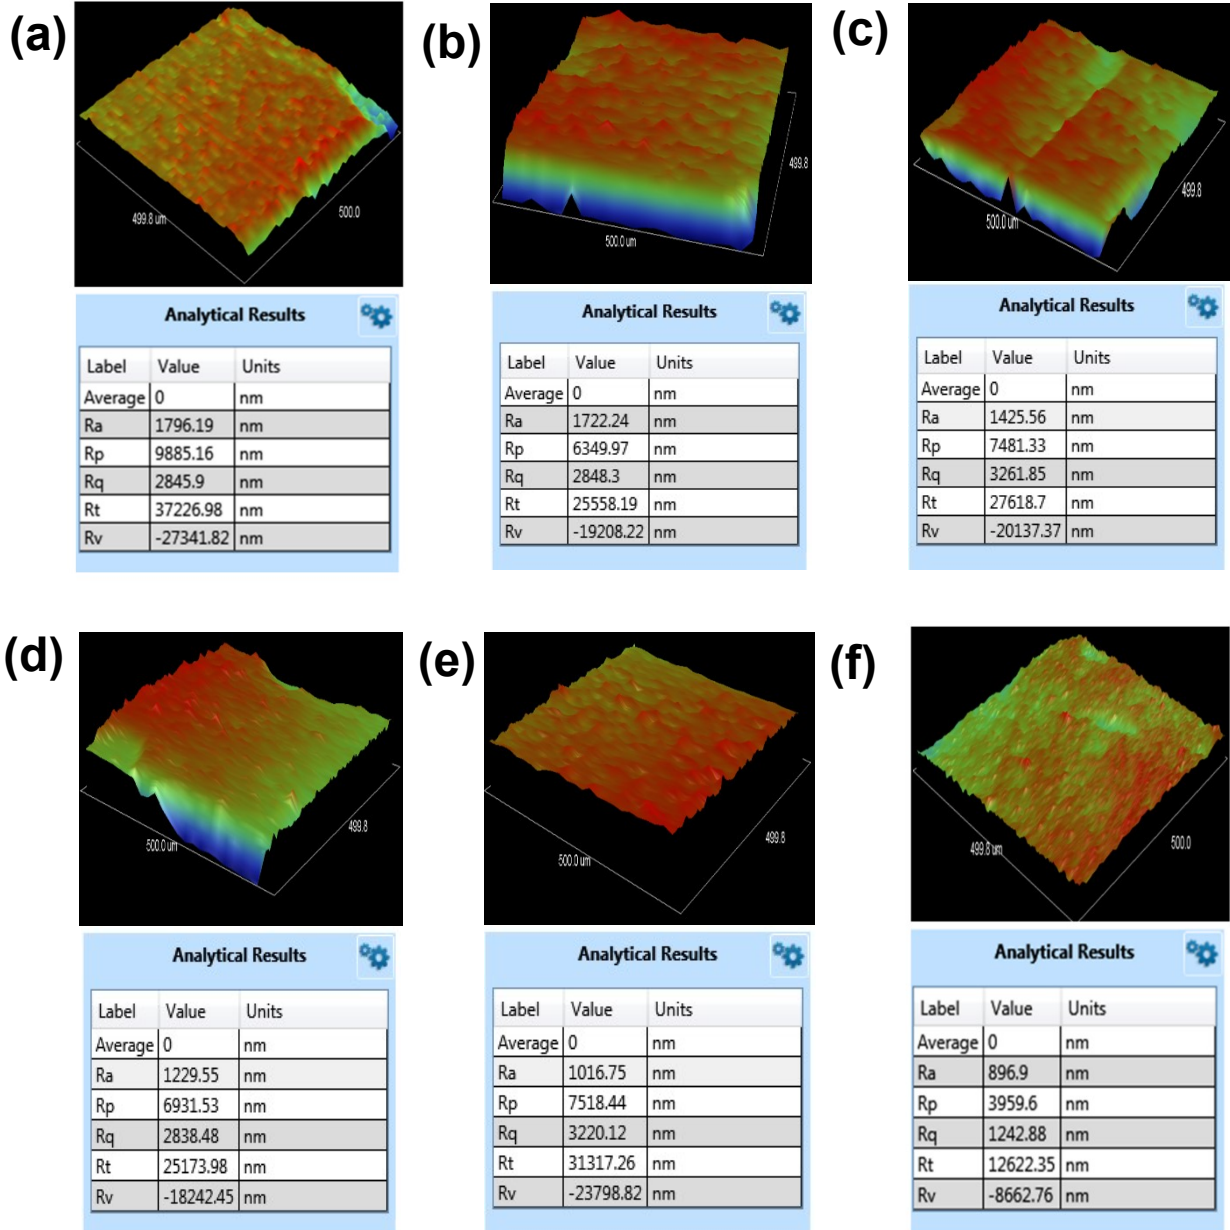 (a)
499.8 um
500.0
Analytical Results
Label Value Units
Average 0 nm
Ra 1796.19 nm
Rp 9885.16 nm
Rq 2845.9 nm
Rt 37226.98 nm
Rv -27341.82 nm
(b)
499.8
500.0 um
Analytical Results
Label Value Units
Average 0 nm
Ra 1722.24 nm
Rp 6349.97 nm
Rq 2848.3 nm
Rt 25558.19 nm
Rv -19208.22 nm
(c)
499.8
500.0 um
Analytical Results
Label Value Units
Average 0 nm
Ra 1425.56 nm
Rp 7481.33 nm
Rq 3261.85 nm
Rt 27618.7 nm
Rv -20137.37 nm
(d)
499.8
500.0 um
Analytical Results
Label Value Units
Average 0 nm
Ra 1229.55 nm
Rp 6931.53 nm
Rq 2838.48 nm
Rt 25173.98 nm
Rv -18242.45 nm
(e)
499.8
500.0 um
Analytical Results
Label Value Units
Average 0 nm
Ra 1016.75 nm
Rp 7518.44 nm
Rq 3220.12 nm
Rt 31317.26 nm
Rv -23798.82 nm
(f)
499.8 um
500.0
Analytical Results
Label Value Units
Average 0 nm
Ra 896.9 nm
Rp 3959.6 nm
Rq 1242.88 nm
Rt 12622.35 nm
Rv -8662.76 nm